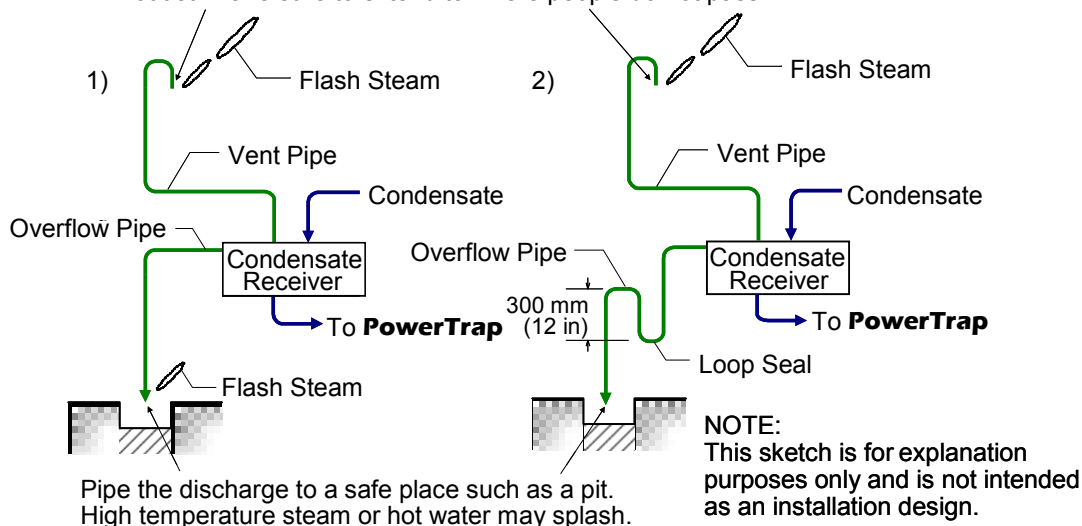 1)
Flash Steam
Vent Pipe
Condensate
Overflow Pipe
Condensate
Receiver
To PowerTrap
Flash Steam
2)
Flash Steam
Vent Pipe
Condensate
Overflow Pipe
Condensate
Receiver
300 mm
(12 in)
To PowerTrap
Loop Seal
NOTE:
This sketch is for explanation
purposes only and is not intended
as an installation design.
Pipe the discharge to a safe place such as a pit.
High temperature steam or hot water may splash.